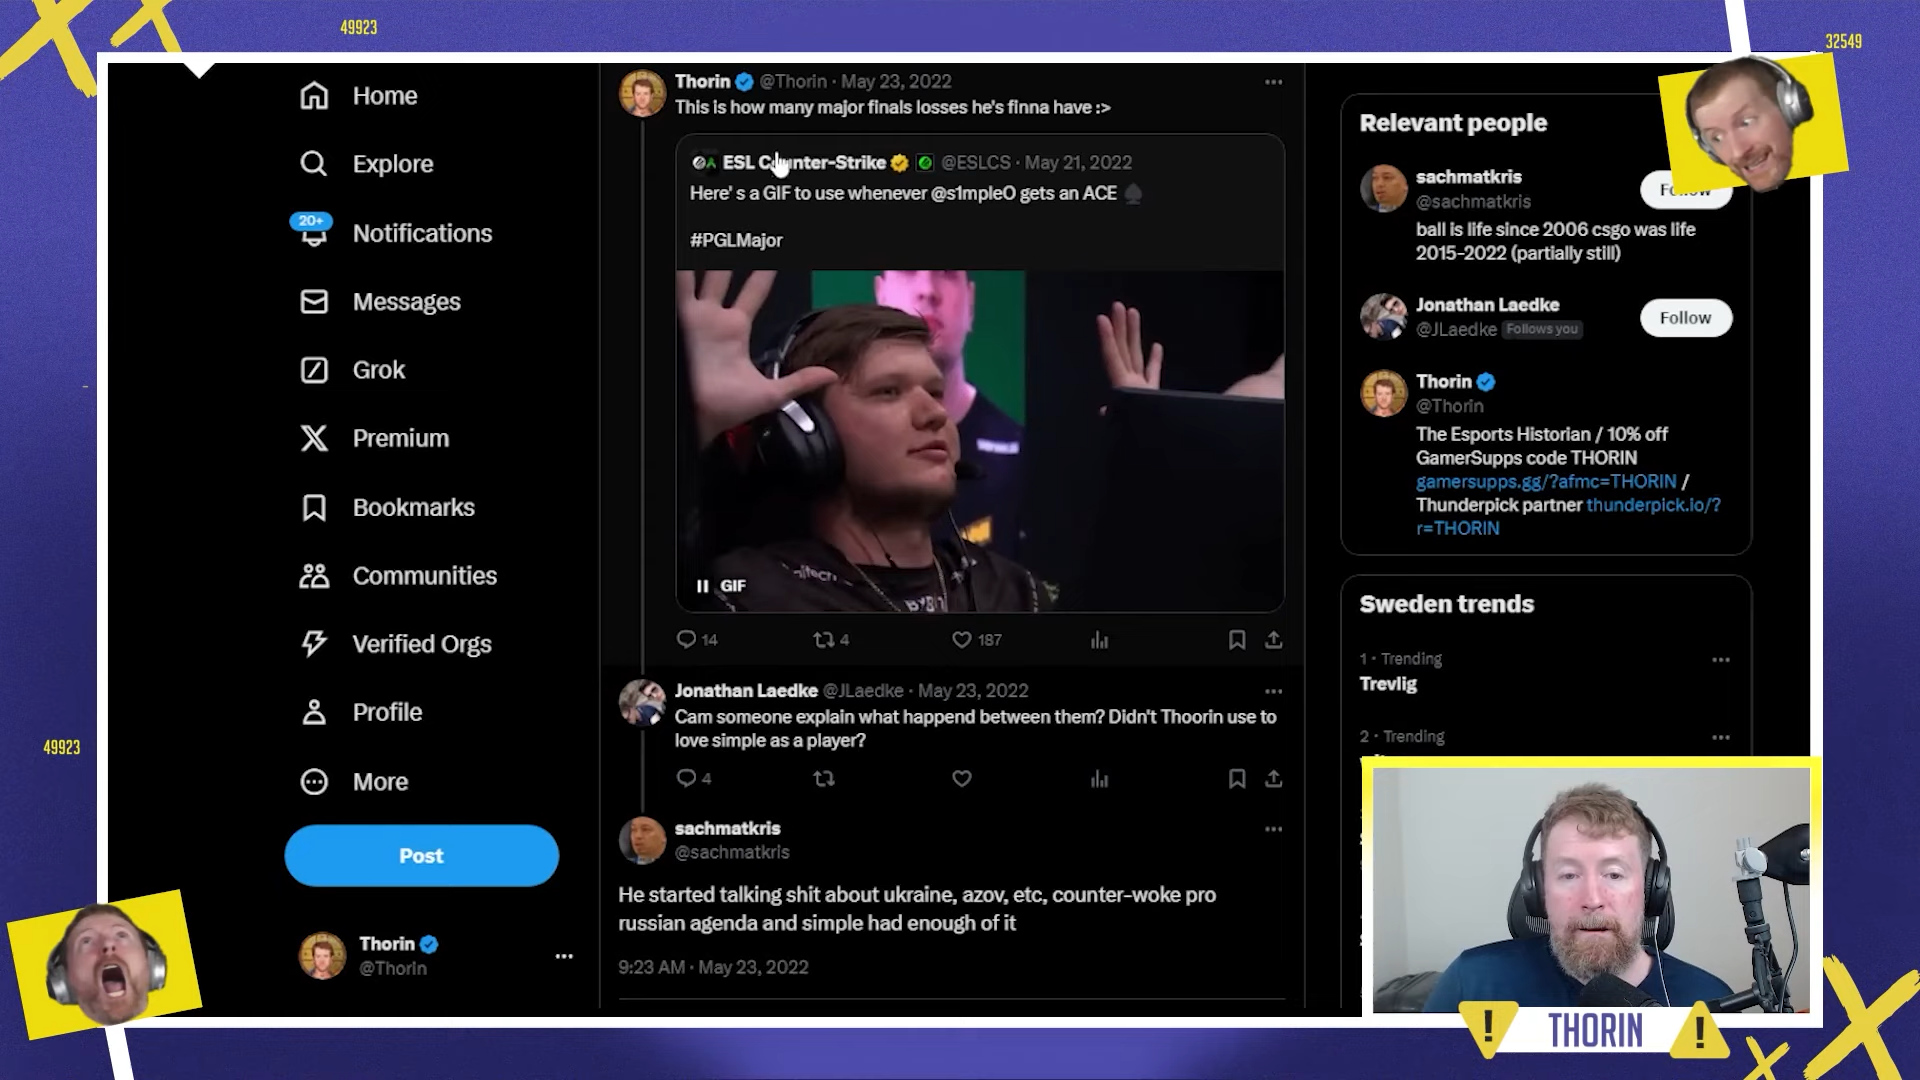 49923
32549
Home
Explore
20+
Notifications
Messages
Grok
Premium
Bookmarks
Communities
Verified Orgs
Profile
More
Post
Thorin
@Thorin
49923
Thorin @Thorin · May 23, 2022
This is how many major finals losses he's finna have :>
ESL Counter-Strike @ESLCS · May 21, 2022
Here' s a GIF to use whenever @s1mpleO gets an ACE
#PGLMajor
GIF
14 4 187
Jonathan Laedke @JLaedke · May 23, 2022
Cam someone explain what happend between them? Didn't Thoorin use to
love simple as a player?
4
sachmatkris
@sachmatkris
He started talking shit about ukraine, azov, etc, counter-woke pro
russian agenda and simple had enough of it
9:23 AM · May 23, 2022
Relevant people
sachmatkris
@sachmatkris
Follow
ball is life since 2006 csgo was life
2015-2022 (partially still)
Jonathan Laedke
@JLaedke Follows you
Follow
Thorin
@Thorin
The Esports Historian / 10% off
GamerSupps code THORIN
gamersupps.gg/?afmc=THORIN /
Thunderpick partner thunderpick.io/?
r=THORIN
Sweden trends
1 · Trending
Trevlig
2 · Trending
! THORIN !